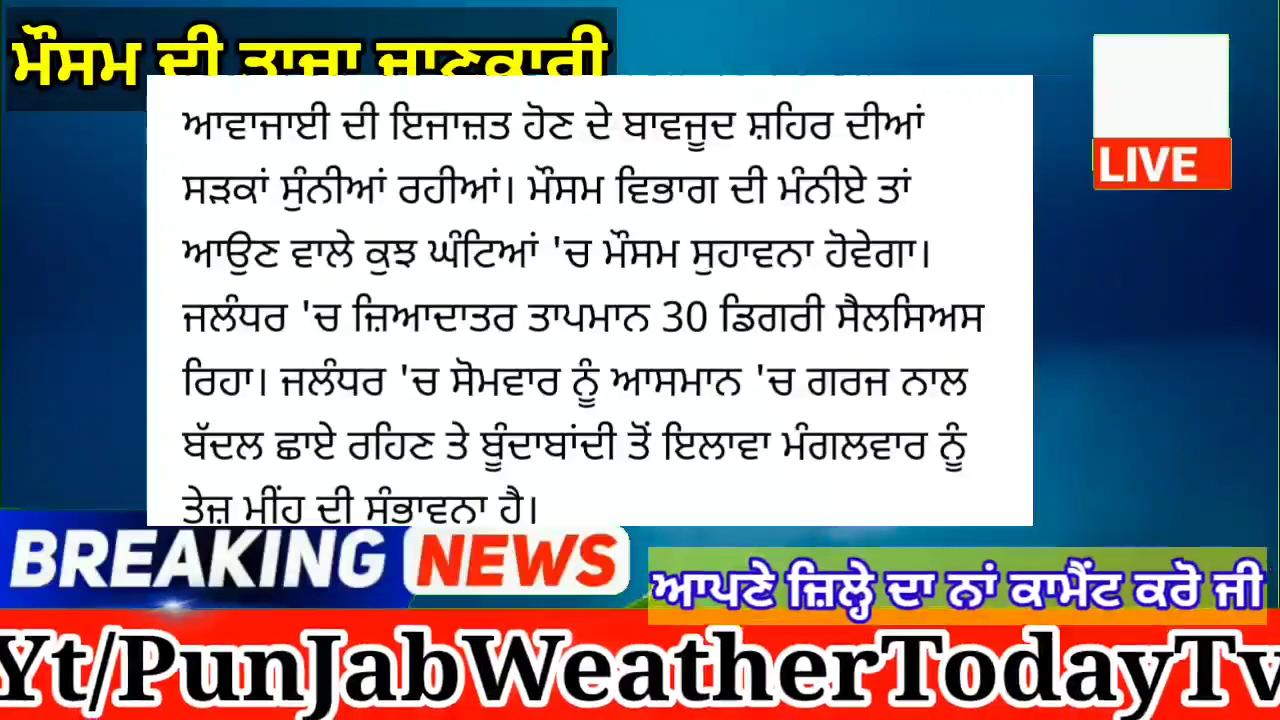 ਮੌਸਮ ਦੀ ਤਾਜ਼ਾ ਜਾਣਕਾਰੀ
ਆਵਾਜਾਈ ਦੀ ਇਜਾਜ਼ਤ ਹੋਣ ਦੇ ਬਾਵਜੂਦ ਸ਼ਹਿਰ ਦੀਆਂ
ਸੜਕਾਂ ਸੁੰਨੀਆਂ ਰਹੀਆਂ। ਮੌਸਮ ਵਿਭਾਗ ਦੀ ਮੰਨੀਏ ਤਾਂ
ਆਉਣ ਵਾਲੇ ਕੁਝ ਘੰਟਿਆਂ 'ਚ ਮੌਸਮ ਸੁਹਾਵਨਾ ਹੋਵੇਗਾ।
ਜਲੰਧਰ 'ਚ ਜ਼ਿਆਦਾਤਰ ਤਾਪਮਾਨ 30 ਡਿਗਰੀ ਸੈਲਸਿਅਸ
ਰਿਹਾ। ਜਲੰਧਰ 'ਚ ਸੋਮਵਾਰ ਨੂੰ ਆਸਮਾਨ 'ਚ ਗਰਜ ਨਾਲ
ਬੱਦਲ ਛਾਏ ਰਹਿਣ ਤੇ ਬੂੰਦਾਬਾਂਦੀ ਤੋਂ ਇਲਾਵਾ ਮੰਗਲਵਾਰ ਨੂੰ
ਤੇਜ਼ ਮੀਂਹ ਦੀ ਸੰਭਾਵਨਾ ਹੈ।
LIVE
BREAKING NEWS
ਆਪਣੇ ਜ਼ਿਲ੍ਹੇ ਦਾ ਨਾਂ ਕਾਮੈਂਟ ਕਰੋ ਜੀ
Yt/PunJabWeatherTodayTv